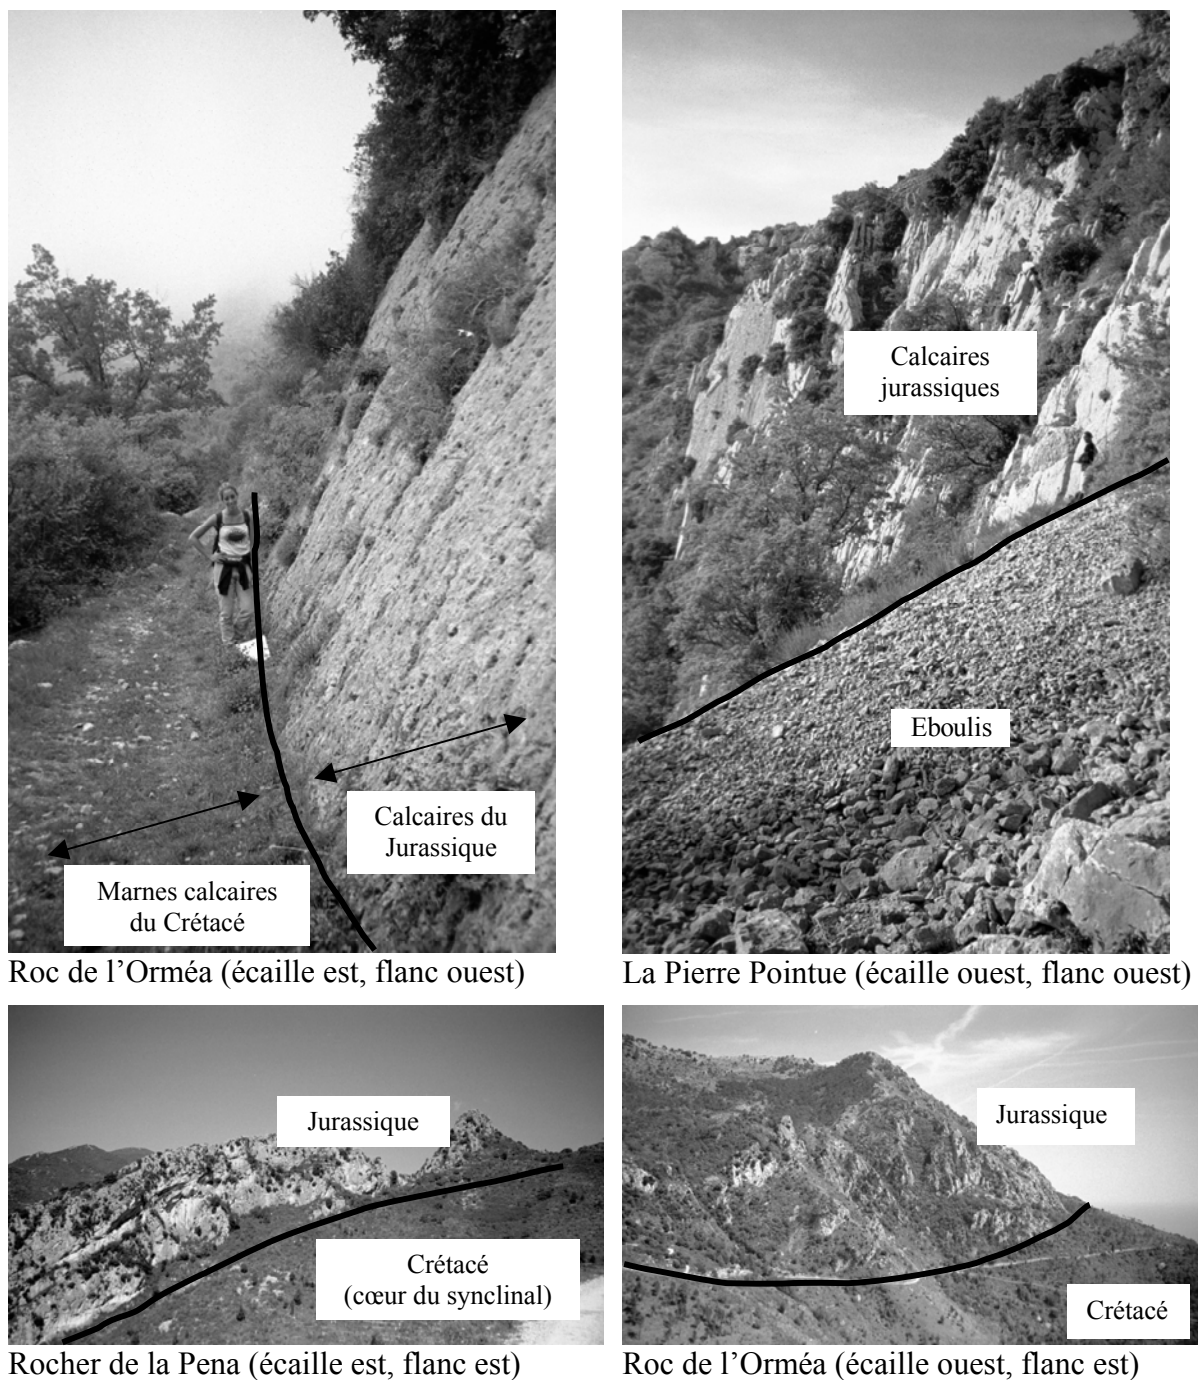 Calcaires
jurassiques
Eboulis
Calcaires du
Jurassique
Marnes calcaires
du Crétacé
Roc de l’Orméa (écaille est, flanc ouest)
La Pierre Pointue (écaille ouest, flanc ouest)
Jurassique
Crétacé
(cœur du synclinal)
Jurassique
Crétacé
Rocher de la Pena (écaille est, flanc est)
Roc de l’Orméa (écaille ouest, flanc est)